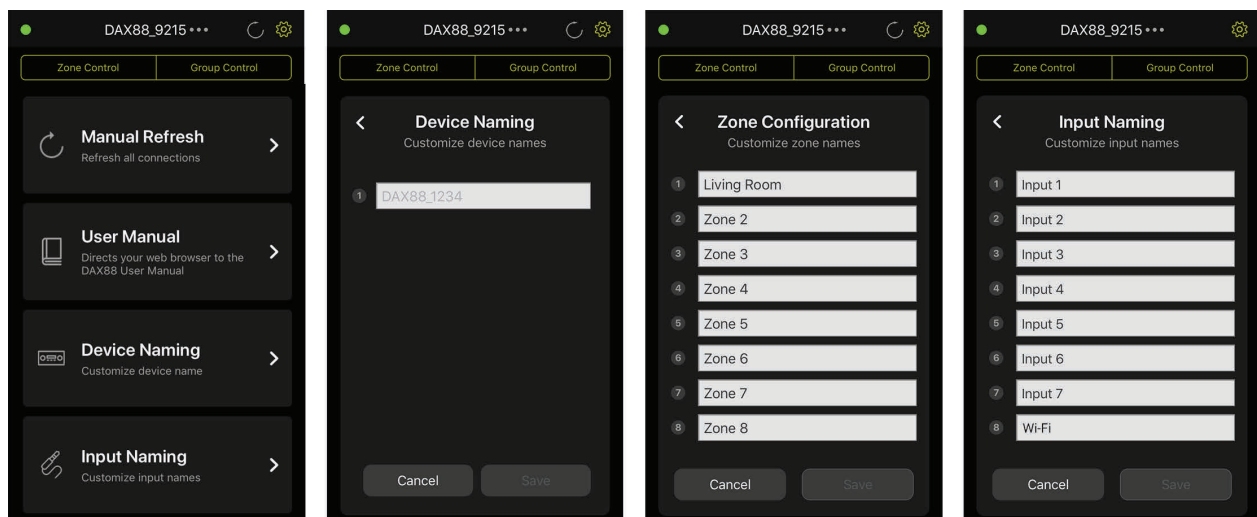 DAX88_9215•••
Zone Control Group Control
Manual Refresh
Refresh all connections
User Manual
Directs your web browser to the
DAX88 User Manual
Device Naming
Customize device name
Input Naming
Customize input names
DAX88_9215•••
Zone Control Group Control
Device Naming
Customize device names
1 DAX88_1234
Cancel Save
DAX88_9215•••
Zone Control Group Control
Zone Configuration
Customize zone names
1 Living Room
2 Zone 2
3 Zone 3
4 Zone 4
5 Zone 5
6 Zone 6
7 Zone 7
8 Zone 8
Cancel Save
DAX88_9215•••
Zone Control Group Control
Input Naming
Customize input names
1 Input 1
2 Input 2
3 Input 3
4 Input 4
5 Input 5
6 Input 6
7 Input 7
8 Wi-Fi
Cancel Save